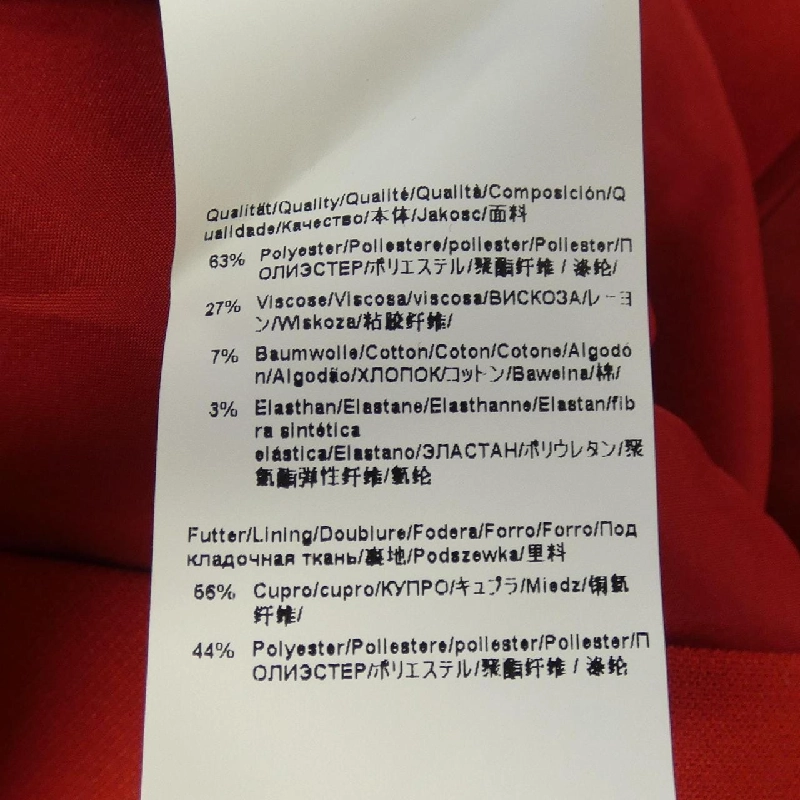 Qualität/Quality/Qualité/Qualità/Composición/Q
ualidade/Качество/本体/Jakosc/面料
63% Polyester/Poliestere/poliester/Poliester/П
ОЛИЭСТЕР/ポリエステル/聚酯纤维 / 涤纶/
27% Viscose/Viscosa/viscosa/ВИСКОЗА/レーヨ
ン/Wiskoza/粘胶纤维/
7% Baumwolle/Cotton/Coton/Cotone/Algodó
n/Algodão/ХЛОПОК/コットン/Bawelna/棉/
3% Elasthan/Elastane/Elasthanne/Elastan/fib
ra sintética
elástica/Elastano/ЭЛАСТАН/ポリウレタン/聚
氨酯弹性纤维/氨纶
Futter/Lining/Doublure/Fodera/Forro/Forro/Под
кладочная ткань/裏地/Podszewka/里料
56% Cupro/cupro/КУПРО/キュプラ/Miedz/铜氨
纤维/
44% Polyester/Poliestere/poliester/Poliester/П
ОЛИЭСТЕР/ポリエステル/聚酯纤维 / 涤纶